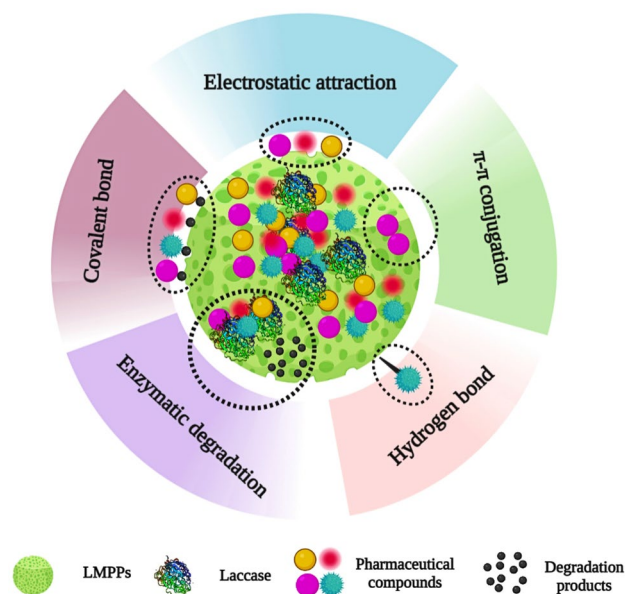 Electrostatic attraction
π-π conjugation
Covalent bond
Enzymatic degradation
Hydrogen bond
LMPPs
Laccase
Pharmaceutical
compounds
Degradation
products